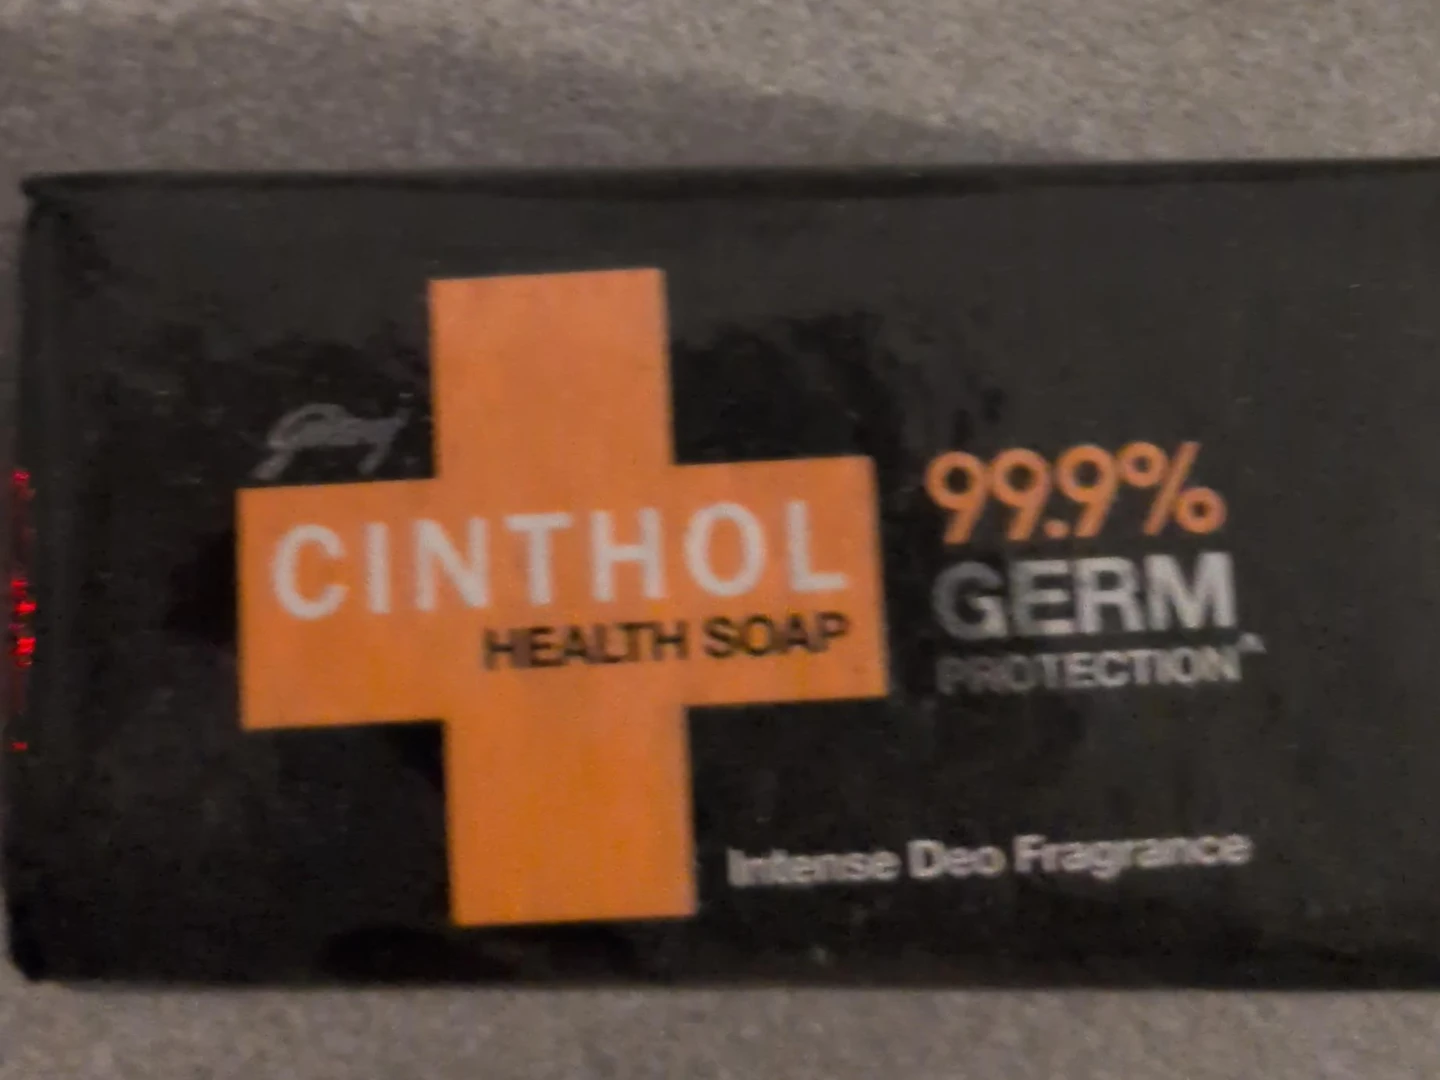 Godrej
CINTHOL
HEALTH SOAP
99.9%
GERM
PROTECTION^
Intense Deo Fragrance